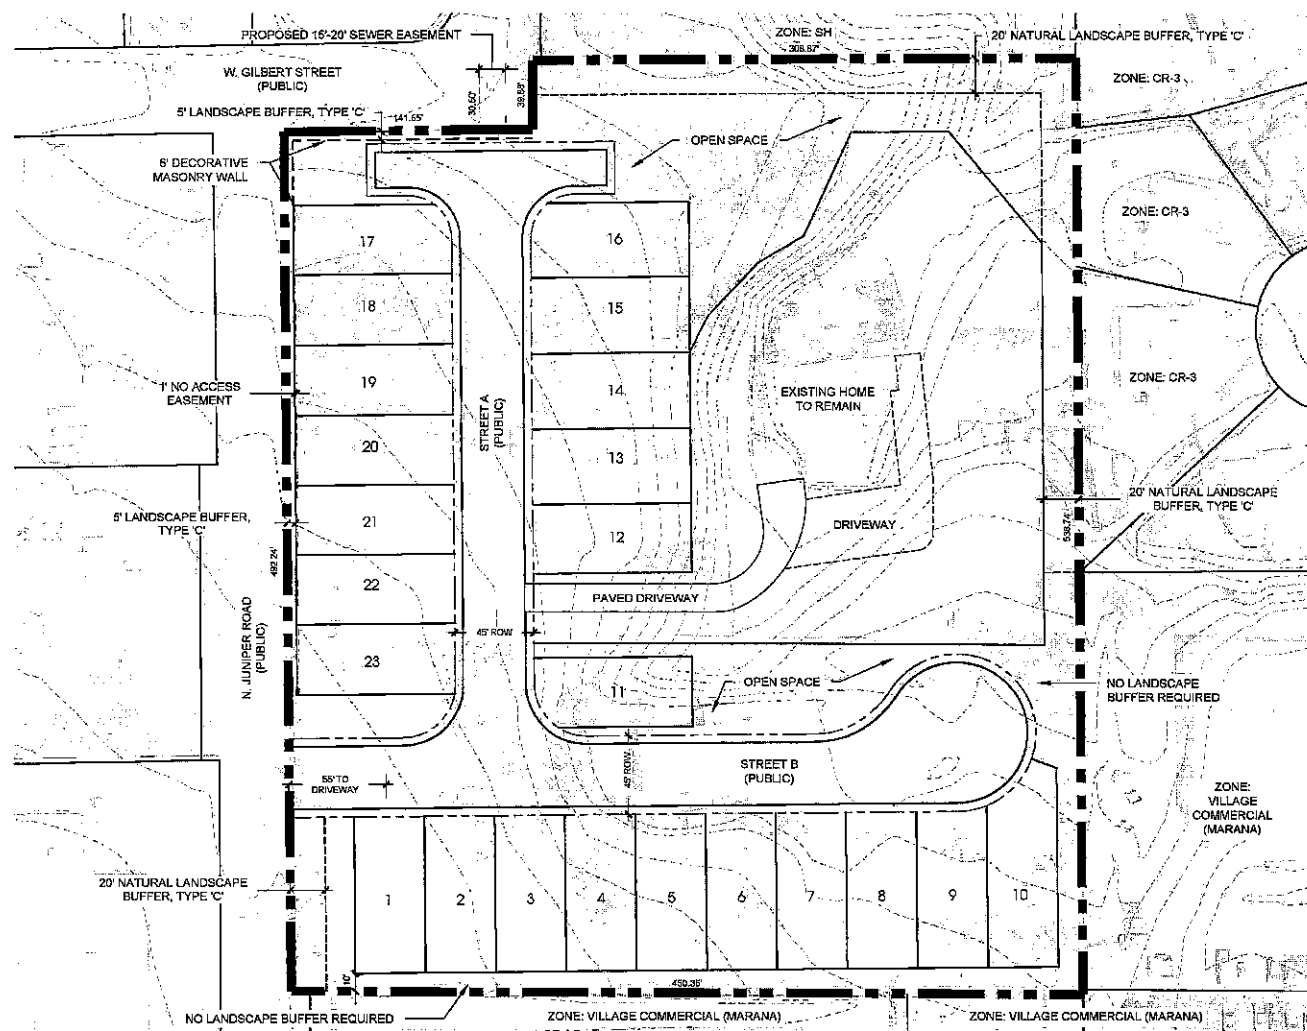 PROPOSED 15'-20' SEWER EASEMENT
ZONE: SH
308.87'
20' NATURAL LANDSCAPE BUFFER, TYPE 'C'
W. GILBERT STREET
(PUBLIC)
30.60'
39.88'
ZONE: CR-3
5' LANDSCAPE BUFFER, TYPE 'C'
141.65'
OPEN SPACE
6' DECORATIVE
MASONRY WALL
ZONE: CR-3
17
16
18
15
1' NO ACCESS
EASEMENT
19
14
EXISTING HOME
TO REMAIN
ZONE: CR-3
STREET A
(PUBLIC)
20
13
5' LANDSCAPE BUFFER,
TYPE 'C'
21
12
DRIVEWAY
20' NATURAL LANDSCAPE
BUFFER, TYPE 'C'
538.74'
492.24'
22
PAVED DRIVEWAY
N. JUNIPER ROAD
(PUBLIC)
45' ROW
23
11
OPEN SPACE
NO LANDSCAPE
BUFFER REQUIRED
55' TO
DRIVEWAY
45' ROW
STREET B
(PUBLIC)
ZONE:
VILLAGE
COMMERCIAL
(MARANA)
20' NATURAL LANDSCAPE
BUFFER, TYPE 'C'
1
2
3
4
5
6
7
8
9
10
10'
450.36'
NO LANDSCAPE BUFFER REQUIRED
ZONE: VILLAGE COMMERCIAL (MARANA)
ZONE: VILLAGE COMMERCIAL (MARANA)